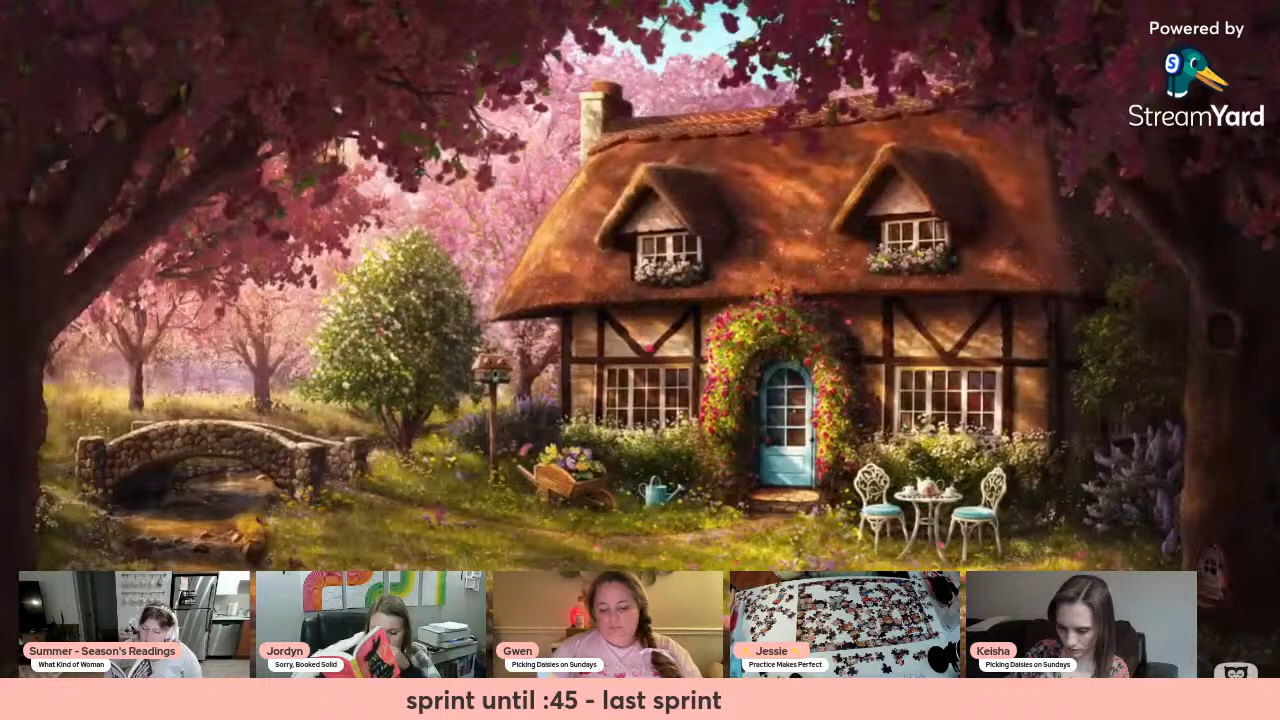 Powered by
StreamYard
Summer - Season's Readings
What Kind of Woman
Jordyn
Sorry, Booked Solid
Gwen
Picking Daisies on Sundays
✨ Jessie ✨
Practice Makes Perfect
Keisha
Picking Daisies on Sundays
sprint until :45 - last sprint